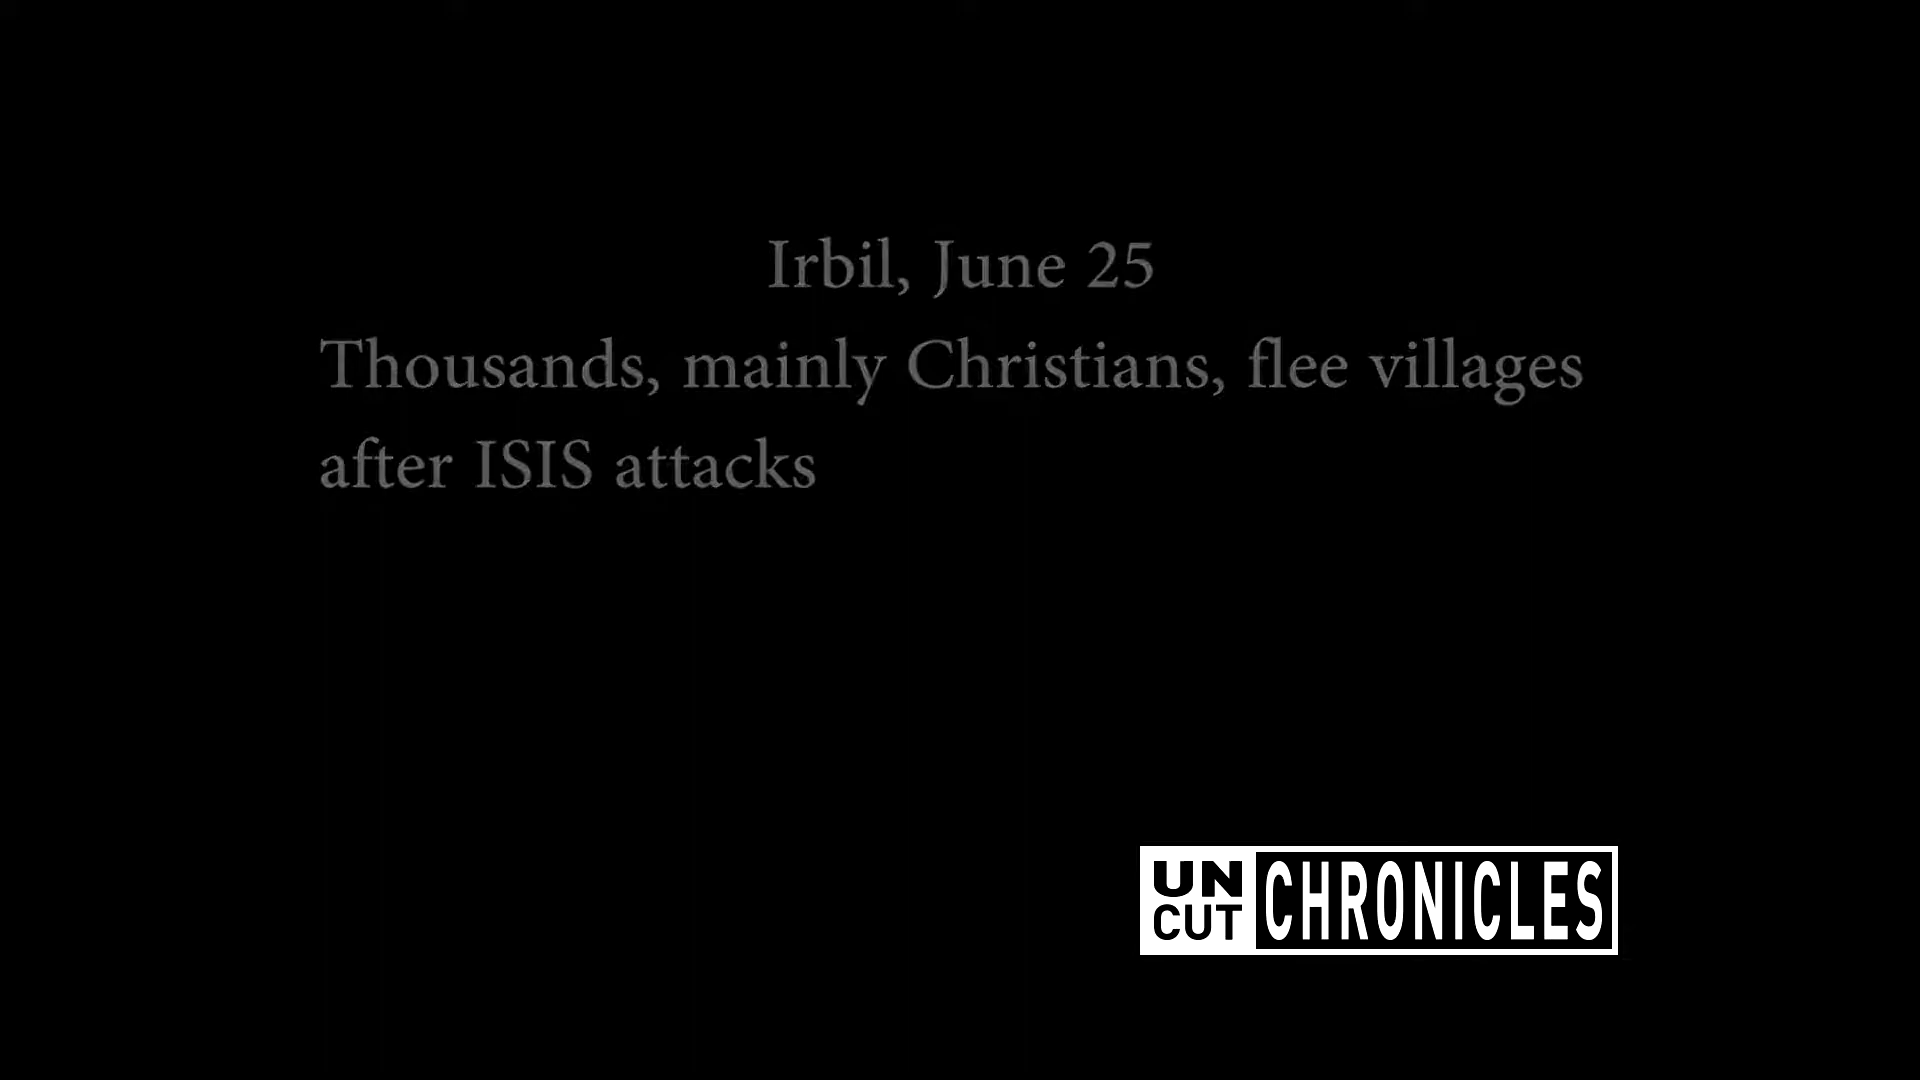 Irbil, June 25
Thousands, mainly Christians, flee villages
after ISIS attacks
UN
CUT
CHRONICLES